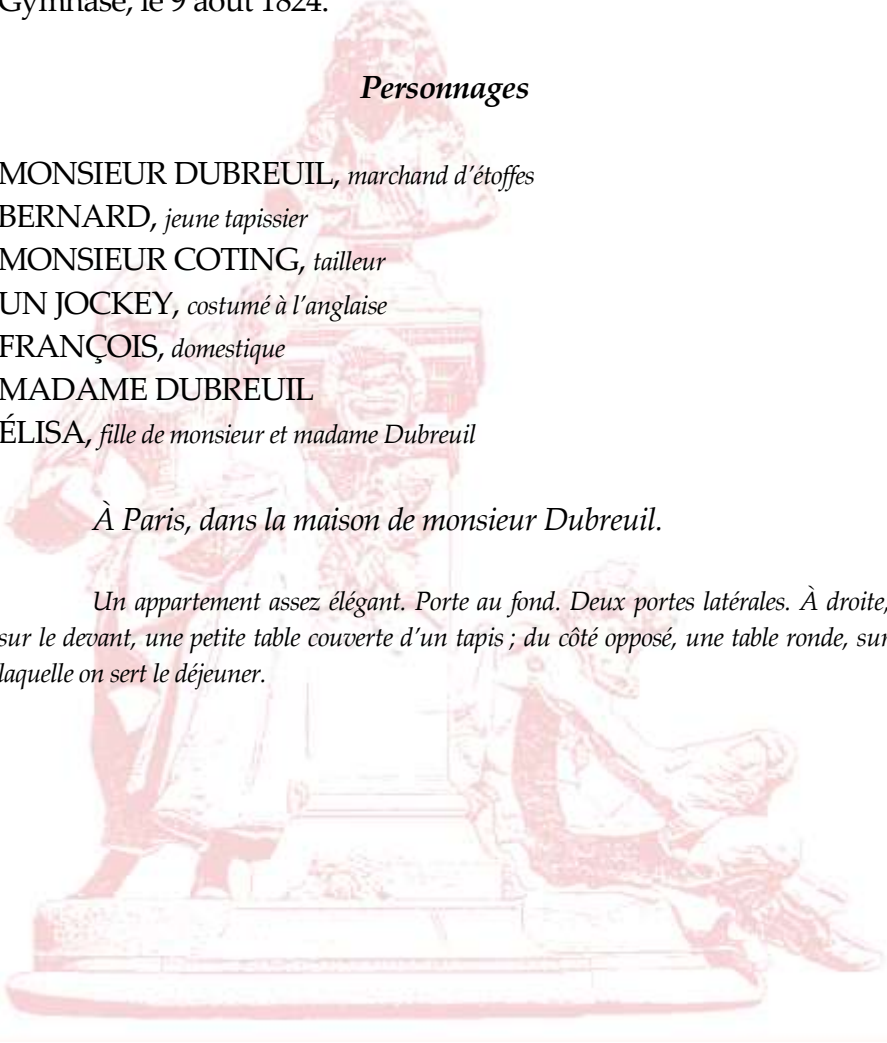 Gymnase, le 9 août 1824.
Personnages
MONSIEUR DUBREUIL, marchand d'étoffes
BERNARD, jeune tapissier
MONSIEUR COTING, tailleur
UN JOCKEY, costumé à l'anglaise
FRANÇOIS, domestique
MADAME DUBREUIL
ÉLISA, fille de monsieur et madame Dubreuil
À Paris, dans la maison de monsieur Dubreuil.
Un appartement assez élégant. Porte au fond. Deux portes latérales. À droite,
sur le devant, une petite table couverte d'un tapis ; du côté opposé, une table ronde, sur
laquelle on sert le déjeuner.